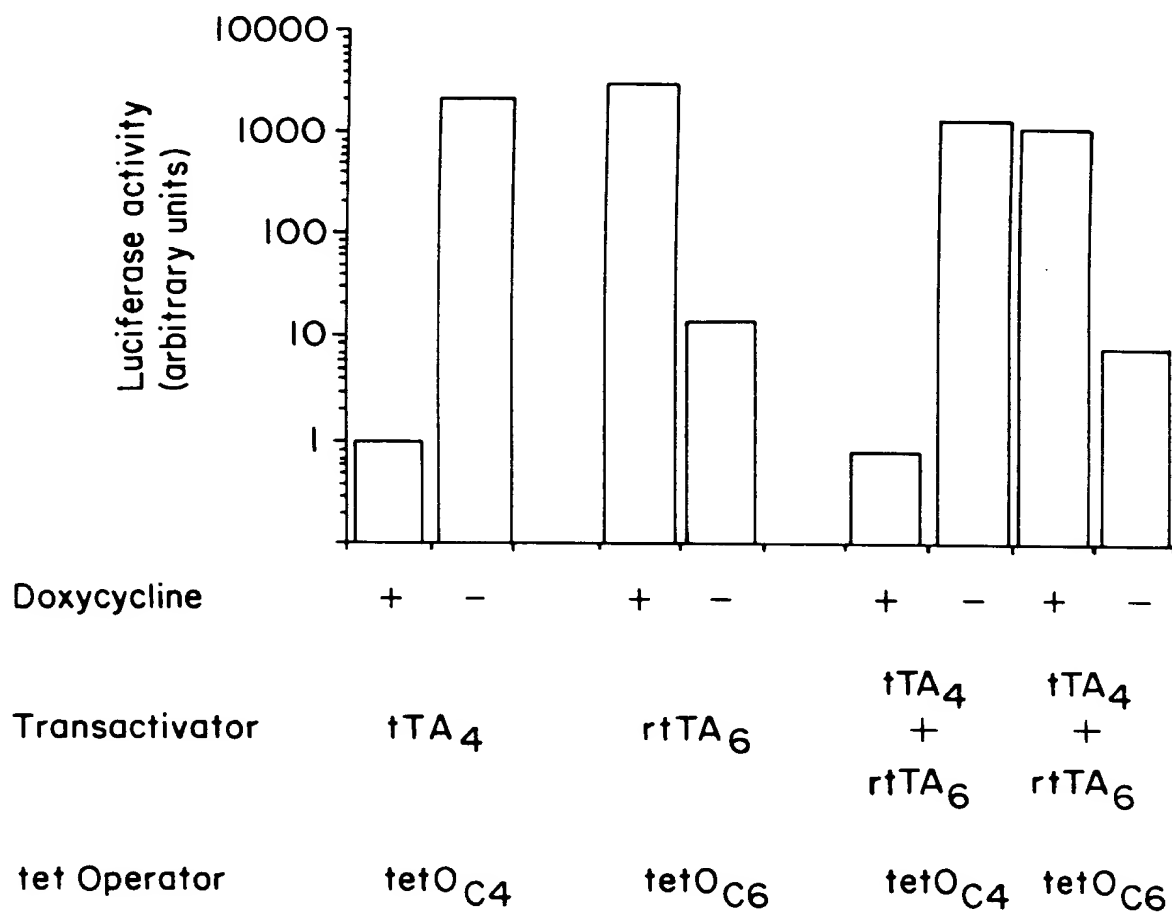 10000
1000
100
10
1
Luciferase activity
(arbitrary units)
Doxycycline + − + − + − + −
Transactivator tTA4 rtTA6 tTA4 + rtTA6 tTA4 + rtTA6
tet Operator tetOC4 tetOC6 tetOC4 tetOC6